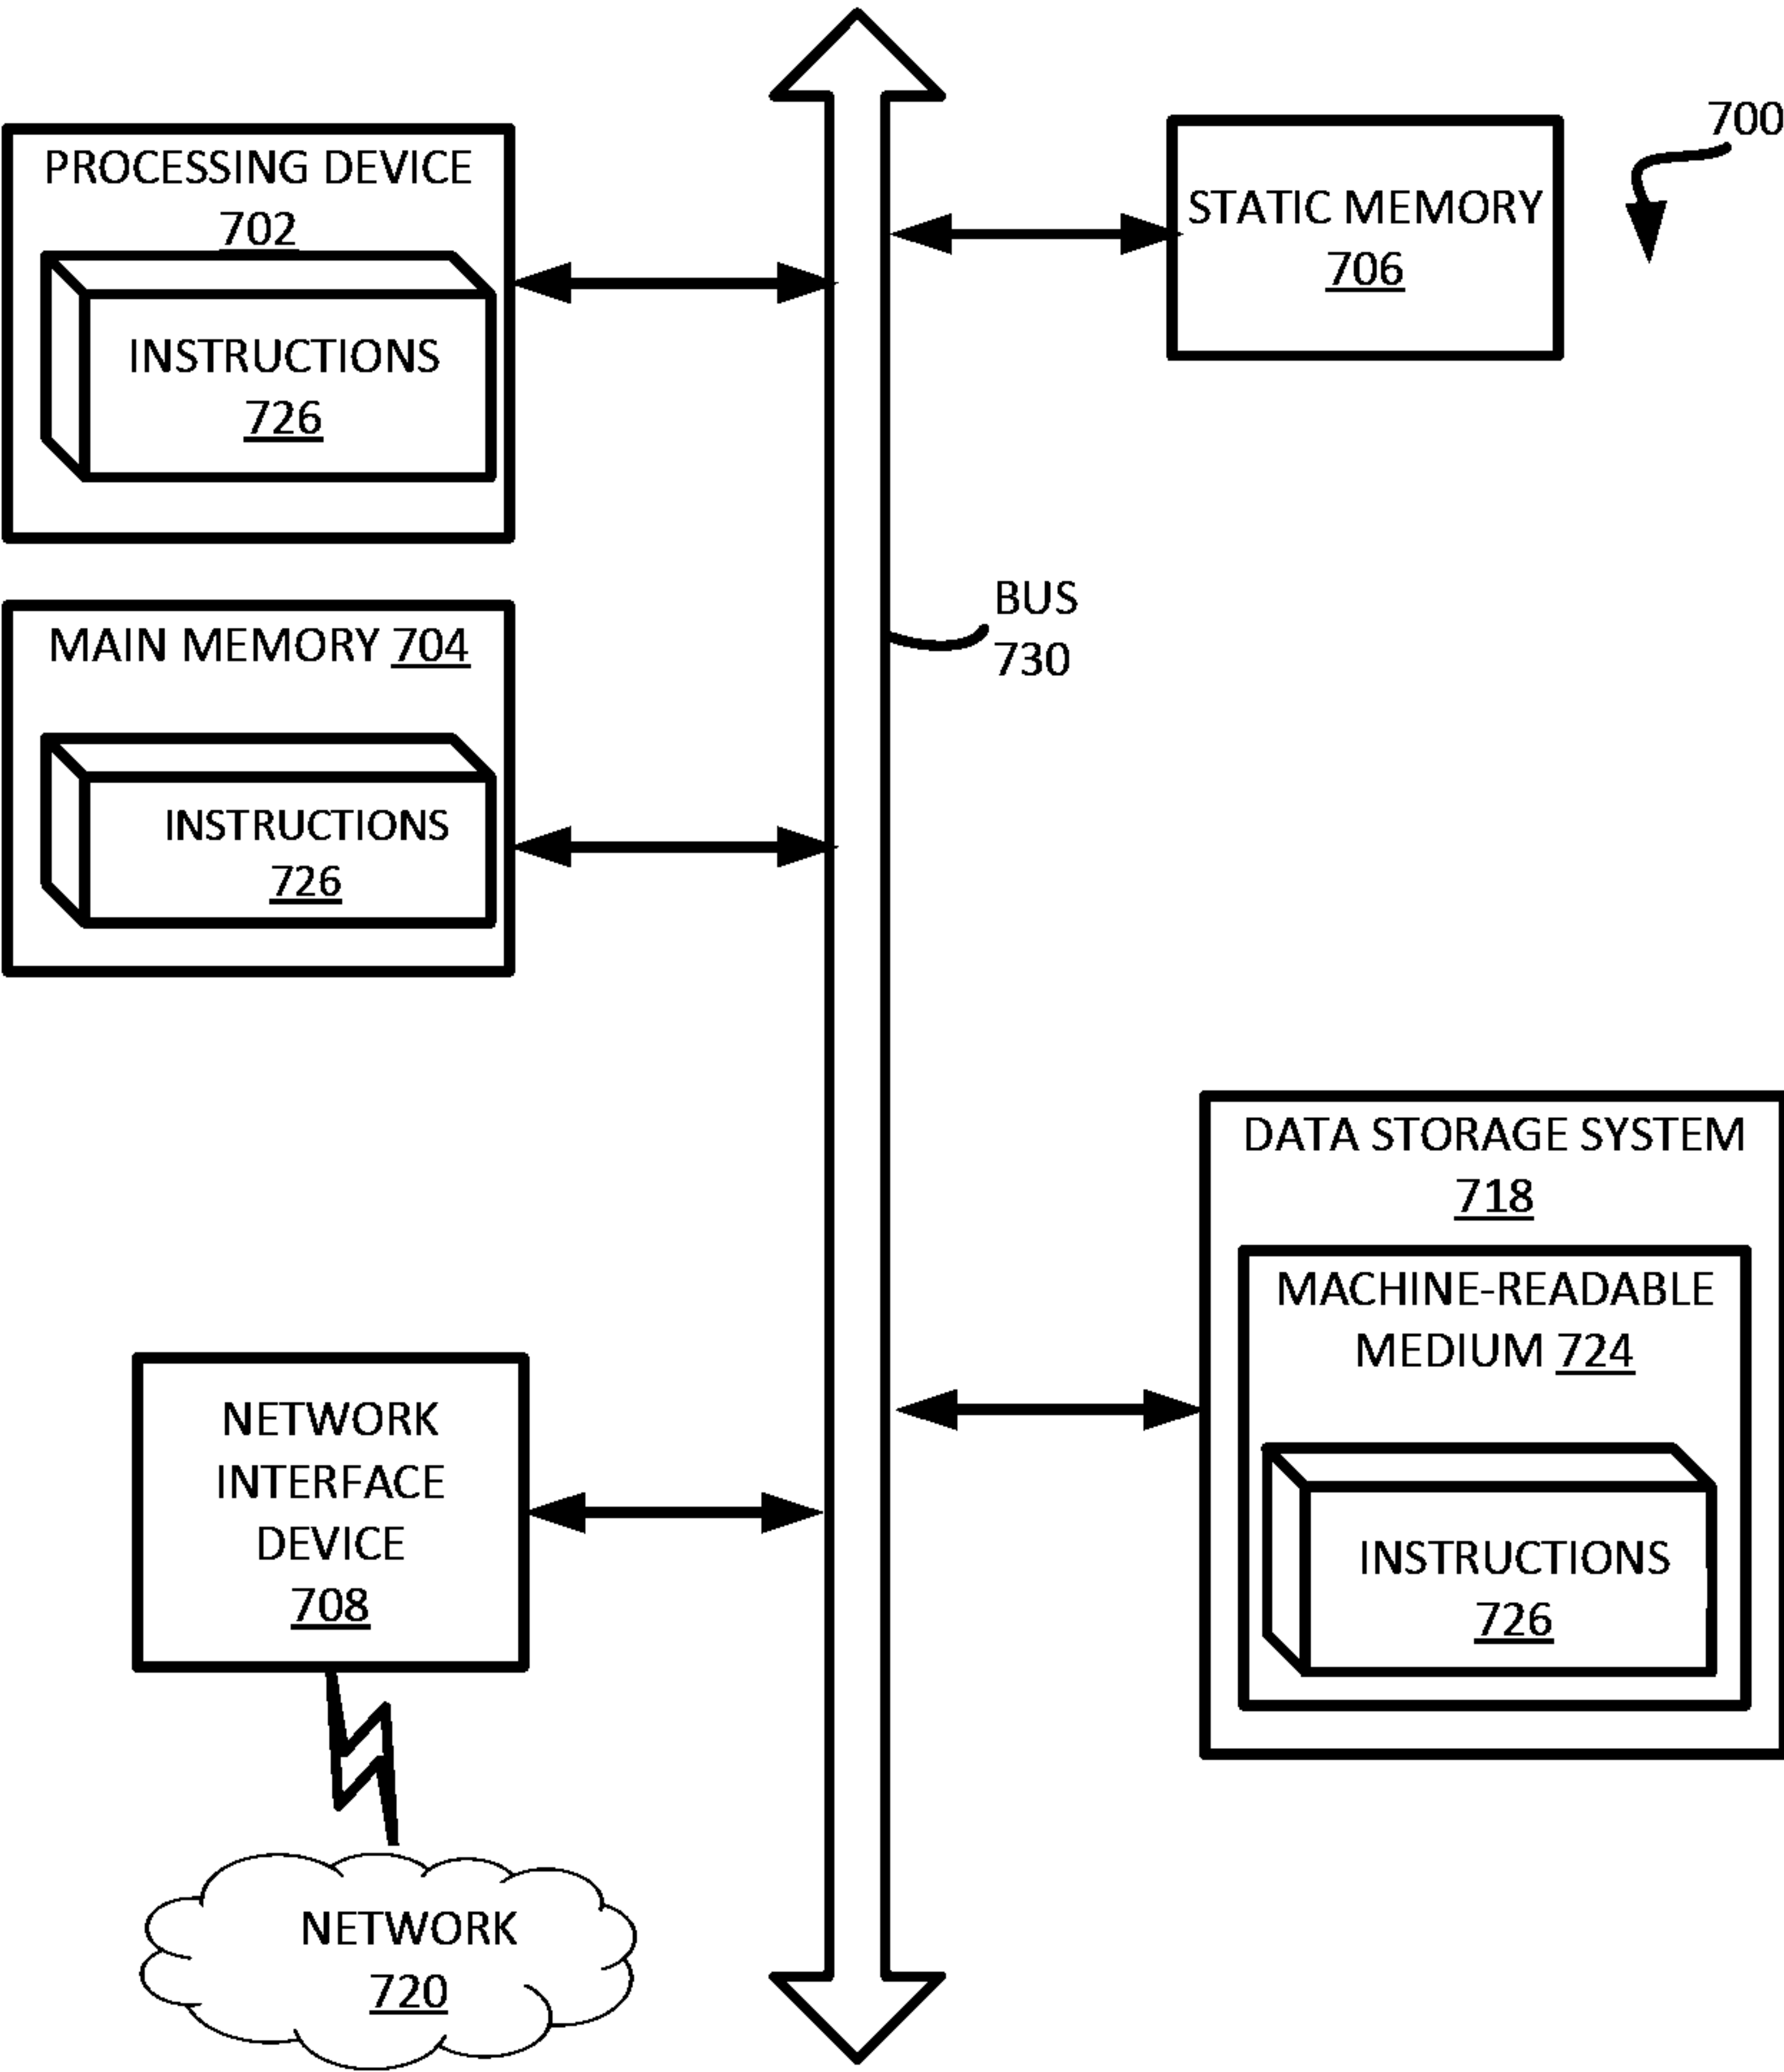 PROCESSING DEVICE
702
INSTRUCTIONS
726
STATIC MEMORY
706
700
MAIN MEMORY 704
INSTRUCTIONS
726
BUS
730
DATA STORAGE SYSTEM
718
MACHINE-READABLE
MEDIUM 724
INSTRUCTIONS
726
NETWORK
INTERFACE
DEVICE
708
NETWORK
720